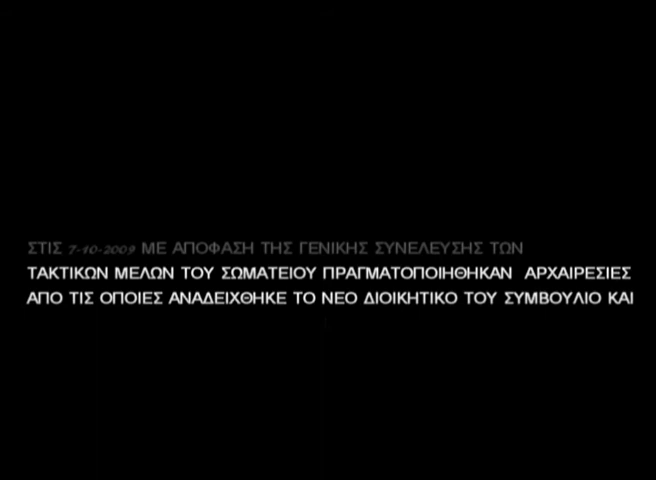 ΣΤΙΣ 7-10-2009 ΜΕ ΑΠΟΦΑΣΗ ΤΗΣ ΓΕΝΙΚΗΣ ΣΥΝΕΛΕΥΣΗΣ ΤΩΝ
ΤΑΚΤΙΚΩΝ ΜΕΛΩΝ ΤΟΥ ΣΩΜΑΤΕΙΟΥ ΠΡΑΓΜΑΤΟΠΟΙΗΘΗΚΑΝ ΑΡΧΑΙΡΕΣΙΕΣ
ΑΠΟ ΤΙΣ ΟΠΟΙΕΣ ΑΝΑΔΕΙΧΘΗΚΕ ΤΟ ΝΕΟ ΔΙΟΙΚΗΤΙΚΟ ΤΟΥ ΣΥΜΒΟΥΛΙΟ ΚΑΙ